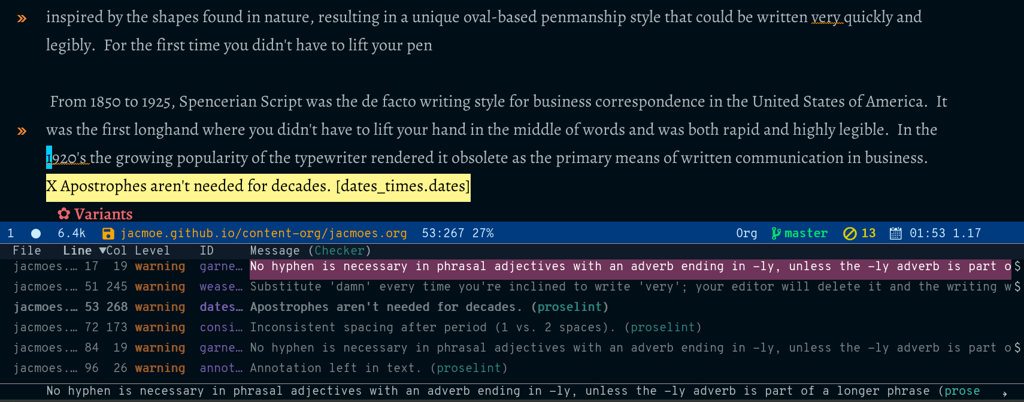 » inspired by the shapes found in nature, resulting in a unique oval-based penmanship style that could be written very quickly and
legibly.  For the first time you didn't have to lift your pen
From 1850 to 1925, Spencerian Script was the de facto writing style for business correspondence in the United States of America.  It
» was the first longhand where you didn't have to lift your hand in the middle of words and was both rapid and highly legible.  In the
1920's the growing popularity of the typewriter rendered it obsolete as the primary means of written communication in business.
X Apostrophes aren't needed for decades. [dates_times.dates]
✿ Variants
1 ● 6.4k jacmoe.github.io/content-org/jacmoes.org 53:267 27% Org master 13 01:53 1.17
File Line ▼Col Level ID Message (Checker)
jacmoes.… 17 19 warning garne… No hyphen is necessary in phrasal adjectives with an adverb ending in -ly, unless the -ly adverb is part o$
jacmoes.… 51 245 warning wease… Substitute 'damn' every time you're inclined to write 'very'; your editor will delete it and the writing w$
jacmoes.… 53 268 warning dates… Apostrophes aren't needed for decades. (proselint)
jacmoes.… 72 173 warning consi… Inconsistent spacing after period (1 vs. 2 spaces). (proselint)
jacmoes.… 84 19 warning garne… No hyphen is necessary in phrasal adjectives with an adverb ending in -ly, unless the -ly adverb is part o$
jacmoes.… 96 26 warning annot… Annotation left in text. (proselint)
No hyphen is necessary in phrasal adjectives with an adverb ending in -ly, unless the -ly adverb is part of a longer phrase (prose